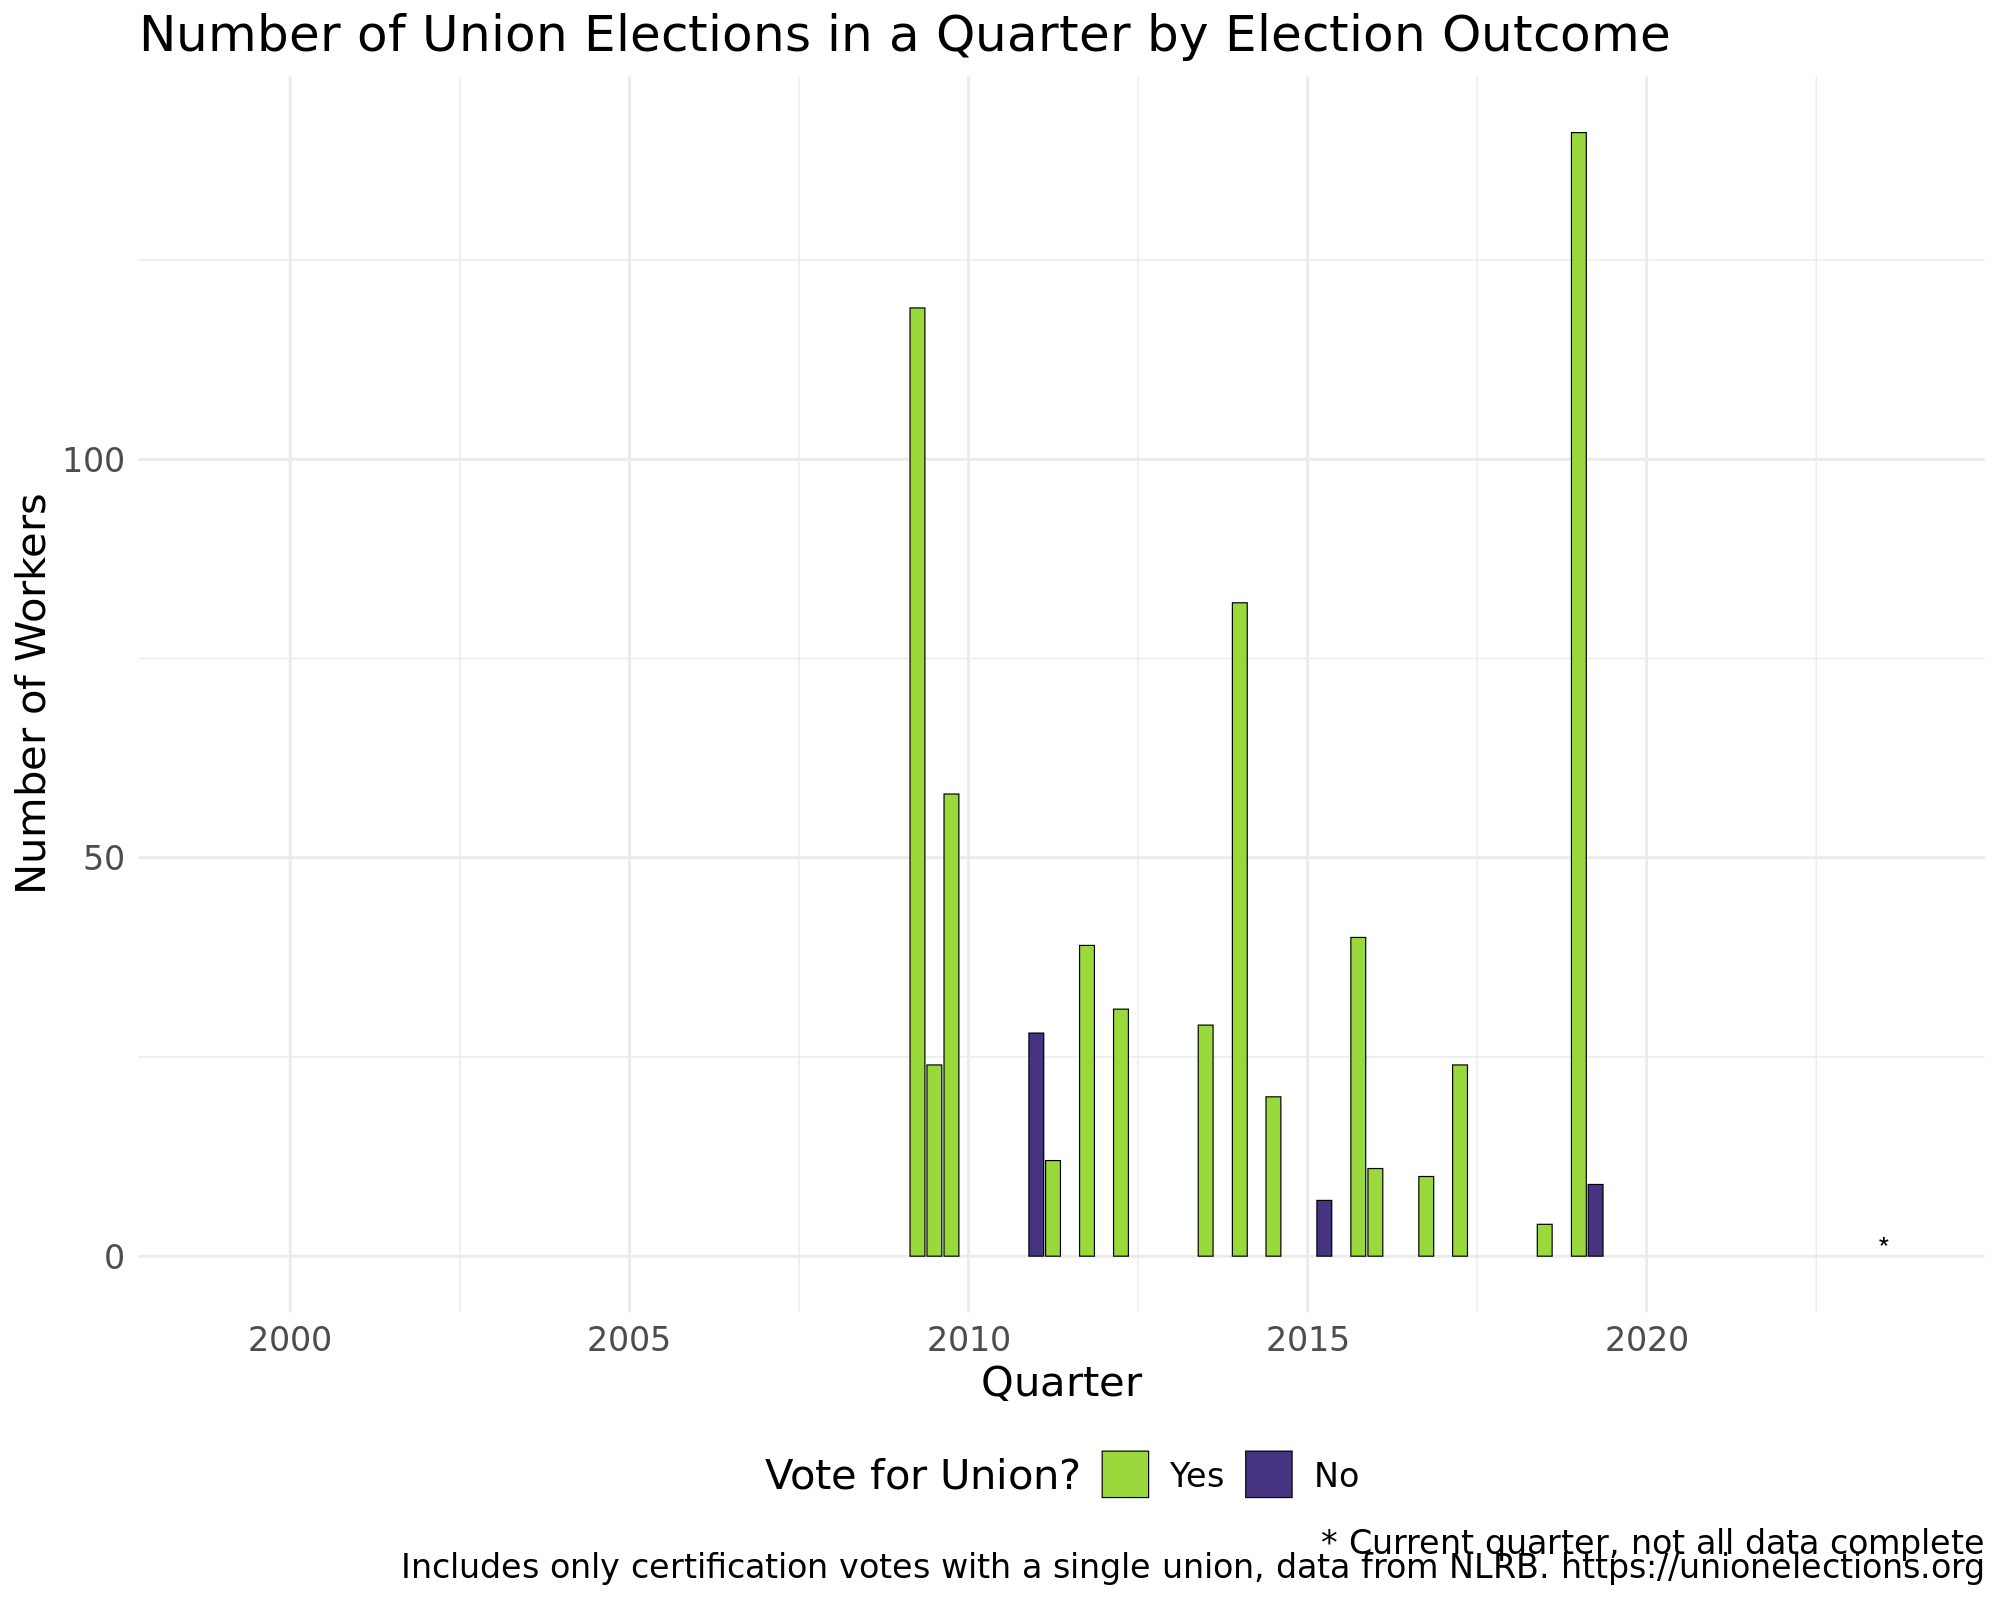 Number of Union Elections in a Quarter by Election Outcome
Number of Workers
100
50
0
*
2000 2005 2010 2015 2020
Quarter
Vote for Union? Yes No
* Current quarter, not all data complete
Includes only certification votes with a single union, data from NLRB. https://unionelections.org